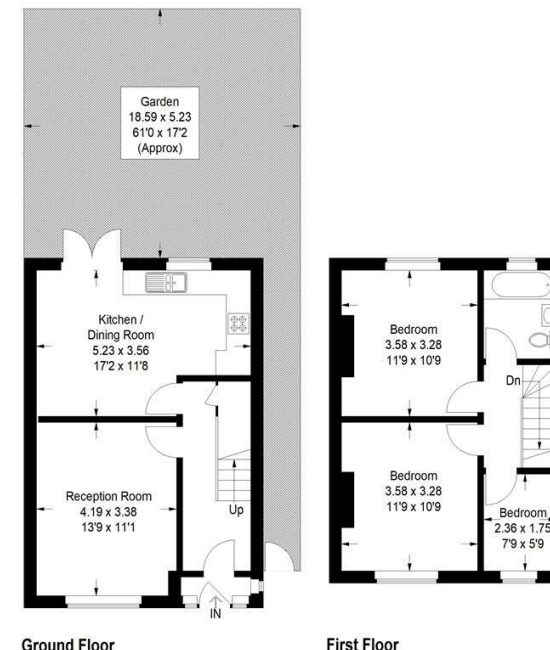 Garden
18.59 x 5.23
61'0 x 17'2
(Approx)
Kitchen /
Dining Room
5.23 x 3.56
17'2 x 11'8
Reception Room
4.19 x 3.38
13'9 x 11'1
Up
IN
Ground Floor
Bedroom
3.58 x 3.28
11'9 x 10'9
Dn
Bedroom
3.58 x 3.28
11'9 x 10'9
Bedroom
2.36 x 1.75
7'9 x 5'9
First Floor